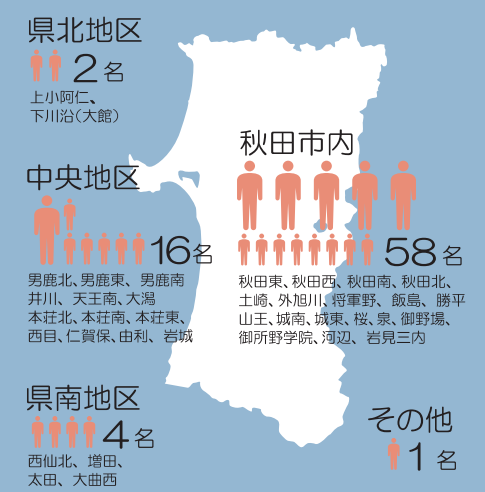 県北地区
2名
上小阿仁、
下川沿(大館)
中央地区
16名
男鹿北、男鹿東、男鹿南
井川、天王南、大潟
本荘北、本荘南、本荘東、
西目、仁賀保、由利、岩城
秋田市内
58名
秋田東、秋田西、秋田南、秋田北、
土崎、外旭川、将軍野、飯島、勝平
山王、城南、城東、桜、泉、御野場、
御所野学院、河辺、岩見三内
県南地区
4名
西仙北、増田、
太田、大曲西
その他
1名